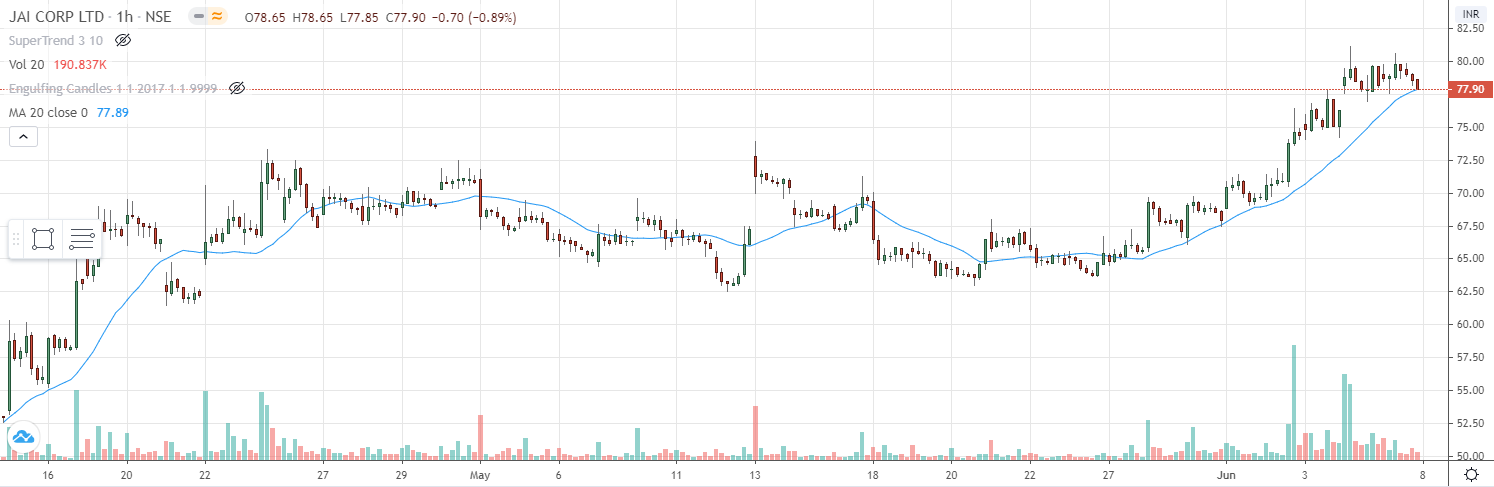 JAI CORP LTD · 1h · NSE O78.65 H78.65 L77.85 C77.90 −0.70 (−0.89%)
SuperTrend 3 10
Vol 20 190.837K
Engulfing Candles 1 1 2017 1 1 9999
MA 20 close 0 77.89
INR
82.50
80.00
77.90
75.00
72.50
70.00
67.50
65.00
62.50
60.00
57.50
55.00
52.50
50.00
16 20 22 27 29 May 6 11 13 18 20 22 27 Jun 3 8